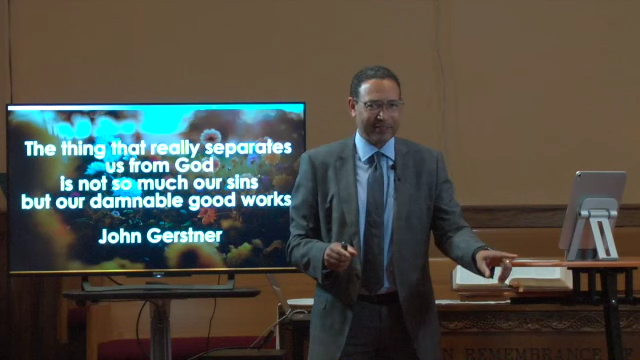 The thing that really separates
us from God
is not so much our sins
but our damnable good works
John Gerstner
N REMEMBRANCE